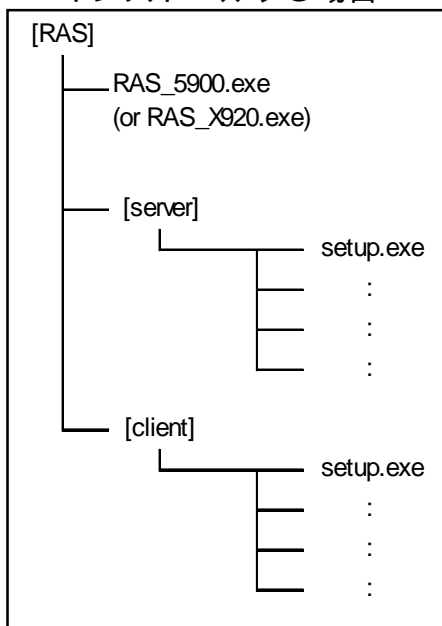 [RAS]
RAS_5900.exe
(or RAS_X920.exe)
[server]
setup.exe
:
:
:
[client]
setup.exe
:
:
: